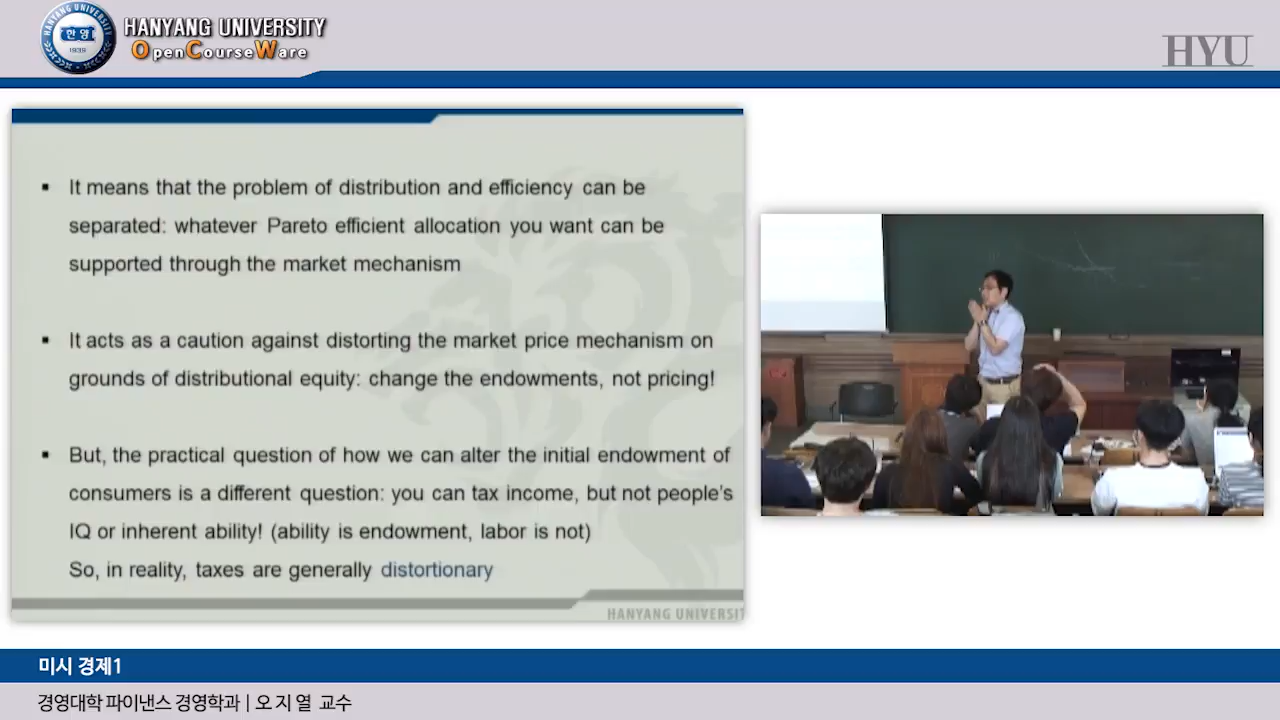 HANYANG UNIVERSITY
OpenCourseWare
HANYANG UNIVERSITY
한양
1939
HYU
▪ It means that the problem of distribution and efficiency can be
separated: whatever Pareto efficient allocation you want can be
supported through the market mechanism
▪ It acts as a caution against distorting the market price mechanism on
grounds of distributional equity: change the endowments, not pricing!
▪ But, the practical question of how we can alter the initial endowment of
consumers is a different question: you can tax income, but not people's
IQ or inherent ability! (ability is endowment, labor is not)
So, in reality, taxes are generally distortionary
HANYANG UNIVERSIT
미시 경제1
경영대학 파이낸스 경영학과 | 오 지 열 교수